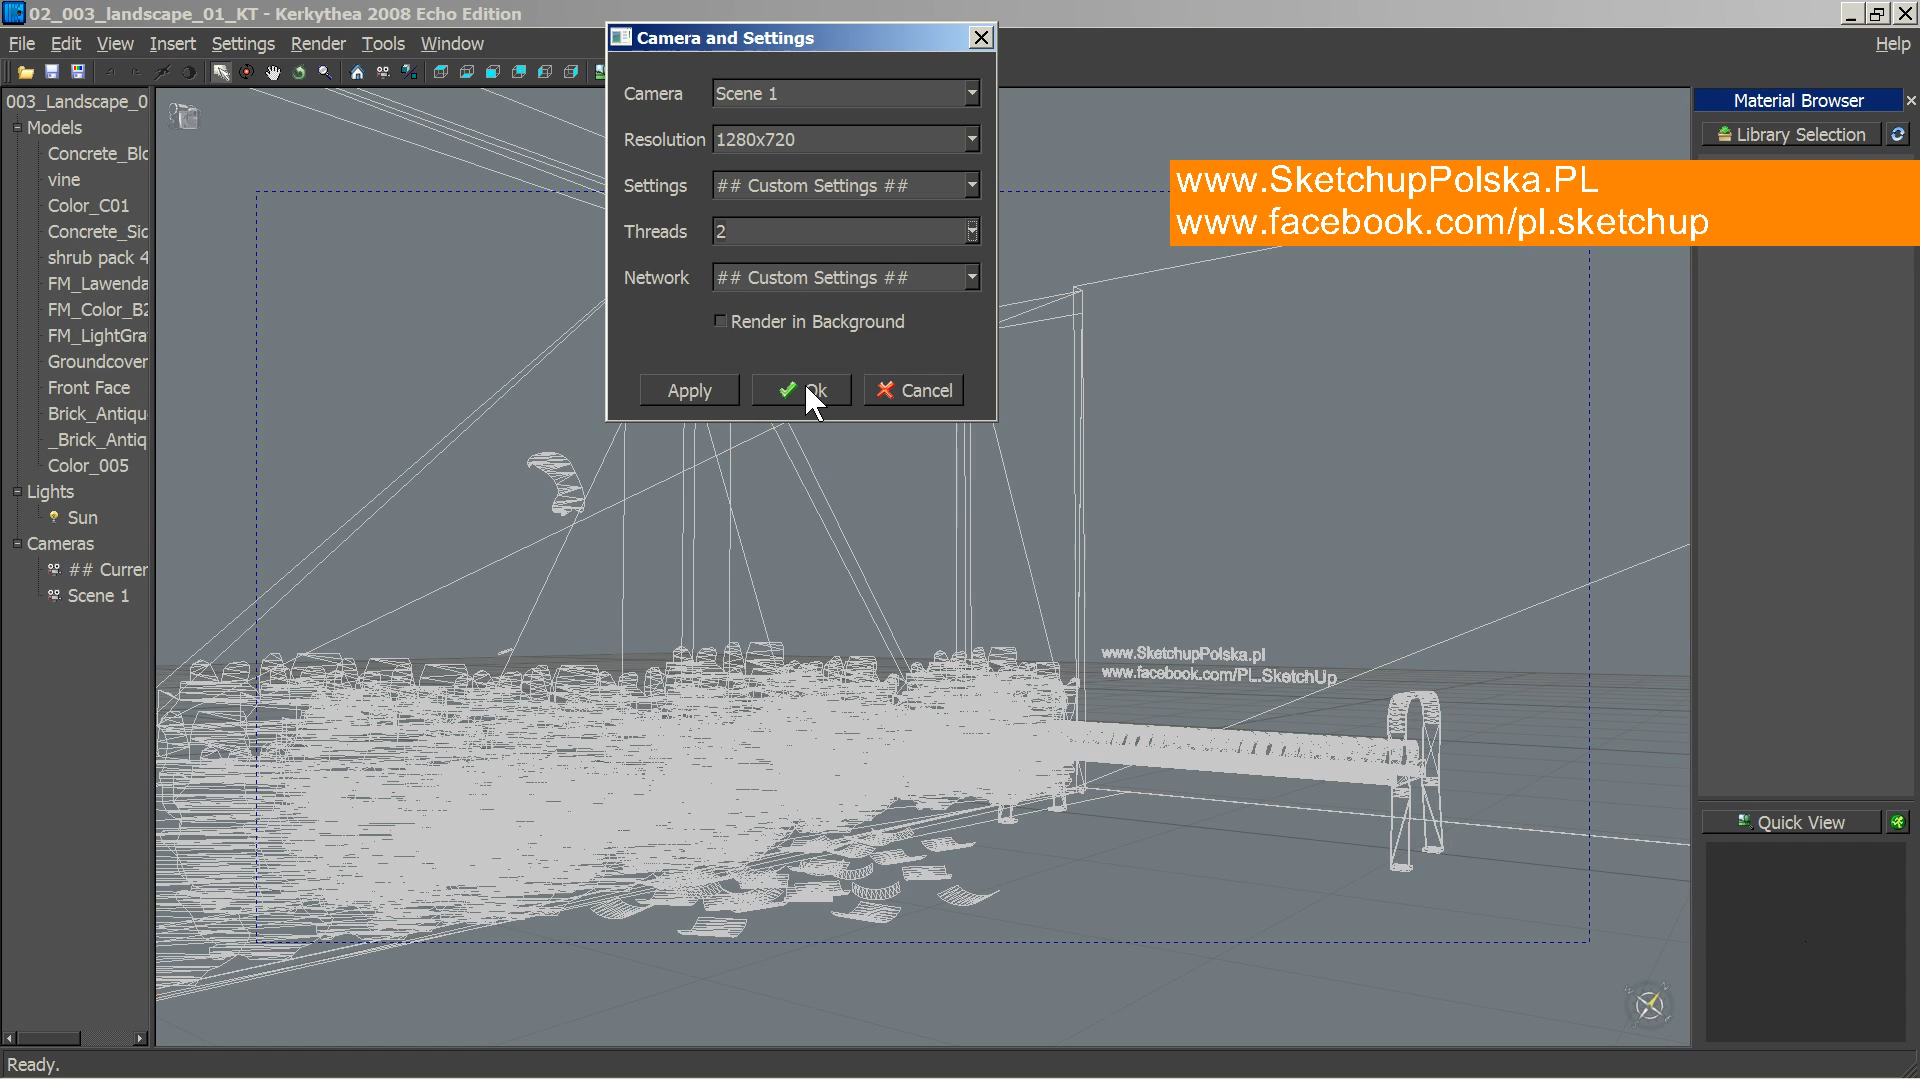 02_003_landscape_01_KT - Kerkythea 2008 Echo Edition
File Edit View Insert Settings Render Tools Window Help
Camera and Settings
Camera Scene 1
Resolution 1280x720
Settings ## Custom Settings ##
Threads 2
Network ## Custom Settings ##
Render in Background
Apply Ok Cancel
003_Landscape_0
Models
Concrete_Blo
vine
Color_C01
Concrete_Sid
shrub pack 4
FM_Lawenda
FM_Color_B2
FM_LightGra
Groundcover
Front Face
Brick_Antiqu
_Brick_Antiq
Color_005
Lights
Sun
Cameras
## Currer
Scene 1
Material Browser
Library Selection
www.SketchupPolska.PL
www.facebook.com/pl.sketchup
www.SketchupPolska.pl
www.facebook.com/PL.SketchUp
Quick View
Ready.